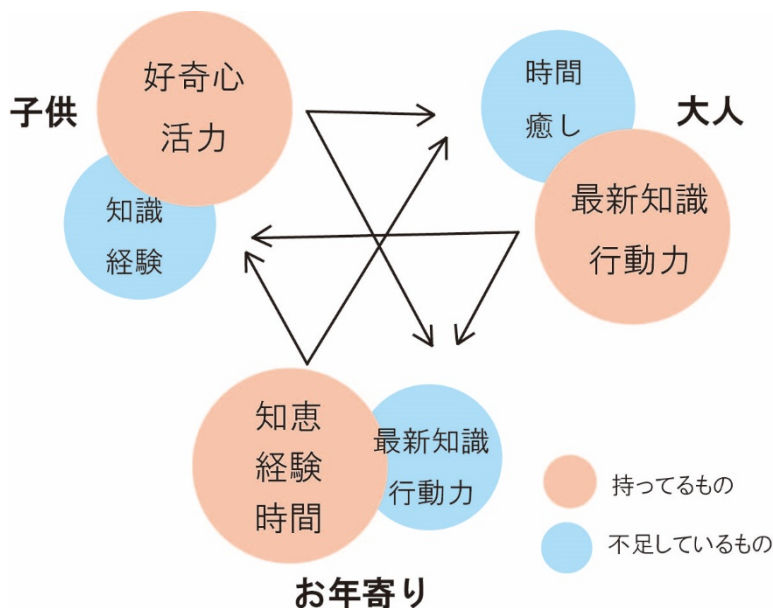 子供
好奇心
活力
知識
経験
時間
癒し
大人
最新知識
行動力
知恵
経験
時間
最新知識
行動力
お年寄り
持ってるもの
不足しているもの